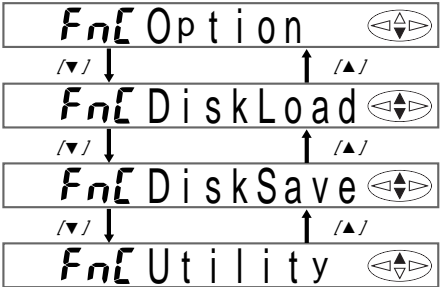 FnC Option
[▼] [▲]
FnC DiskLoad
[▼] [▲]
FnC DiskSave
[▼] [▲]
FnC Utility